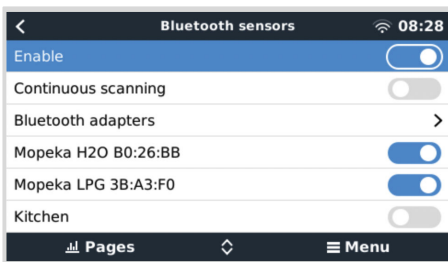 Bluetooth sensors 08:28
Enable
Continuous scanning
Bluetooth adapters
Mopeka H2O B0:26:BB
Mopeka LPG 3B:A3:F0
Kitchen
Pages Menu